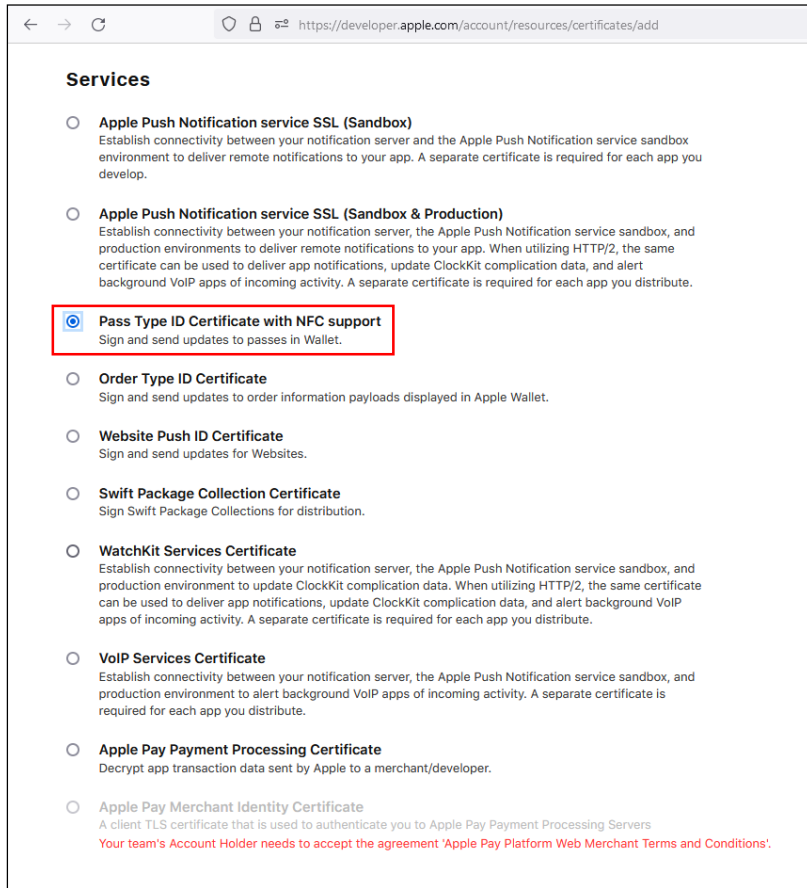 https://developer.apple.com/account/resources/certificates/add
Services
Apple Push Notification service SSL (Sandbox)
Establish connectivity between your notification server and the Apple Push Notification service sandbox
environment to deliver remote notifications to your app. A separate certificate is required for each app you
develop.
Apple Push Notification service SSL (Sandbox & Production)
Establish connectivity between your notification server, the Apple Push Notification service sandbox, and
production environments to deliver remote notifications to your app. When utilizing HTTP/2, the same
certificate can be used to deliver app notifications, update ClockKit complication data, and alert
background VoIP apps of incoming activity. A separate certificate is required for each app you distribute.
Pass Type ID Certificate with NFC support
Sign and send updates to passes in Wallet.
Order Type ID Certificate
Sign and send updates to order information payloads displayed in Apple Wallet.
Website Push ID Certificate
Sign and send updates for Websites.
Swift Package Collection Certificate
Sign Swift Package Collections for distribution.
WatchKit Services Certificate
Establish connectivity between your notification server, the Apple Push Notification service sandbox, and
production environment to update ClockKit complication data. When utilizing HTTP/2, the same certificate
can be used to deliver app notifications, update ClockKit complication data, and alert background VoIP
apps of incoming activity. A separate certificate is required for each app you distribute.
VoIP Services Certificate
Establish connectivity between your notification server, the Apple Push Notification service sandbox, and
production environment to alert background VoIP apps of incoming activity. A separate certificate is
required for each app you distribute.
Apple Pay Payment Processing Certificate
Decrypt app transaction data sent by Apple to a merchant/developer.
Apple Pay Merchant Identity Certificate
A client TLS certificate that is used to authenticate you to Apple Pay Payment Processing Servers
Your team's Account Holder needs to accept the agreement 'Apple Pay Platform Web Merchant Terms and Conditions'.